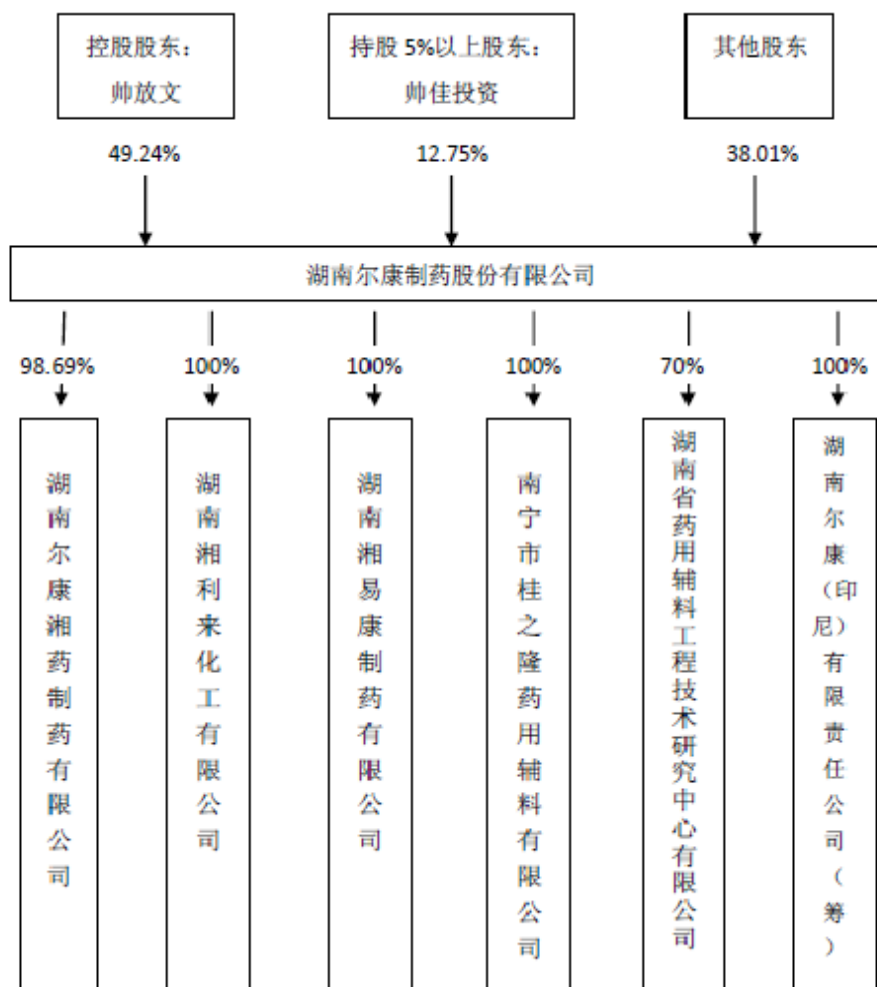 控股股东：
帅放文
持股 5%以上股东：
帅佳投资
其他股东
49.24%
12.75%
38.01%
湖南尔康制药股份有限公司
98.69%
100%
100%
100%
70%
100%
湖南尔康湘药制药有限公司
湖南湘利来化工有限公司
湖南湘易康制药有限公司
南宁市桂之隆药用辅料有限公司
湖南省药用辅料工程技术研究中心有限公司
湖南尔康（印尼）有限责任公司（筹）